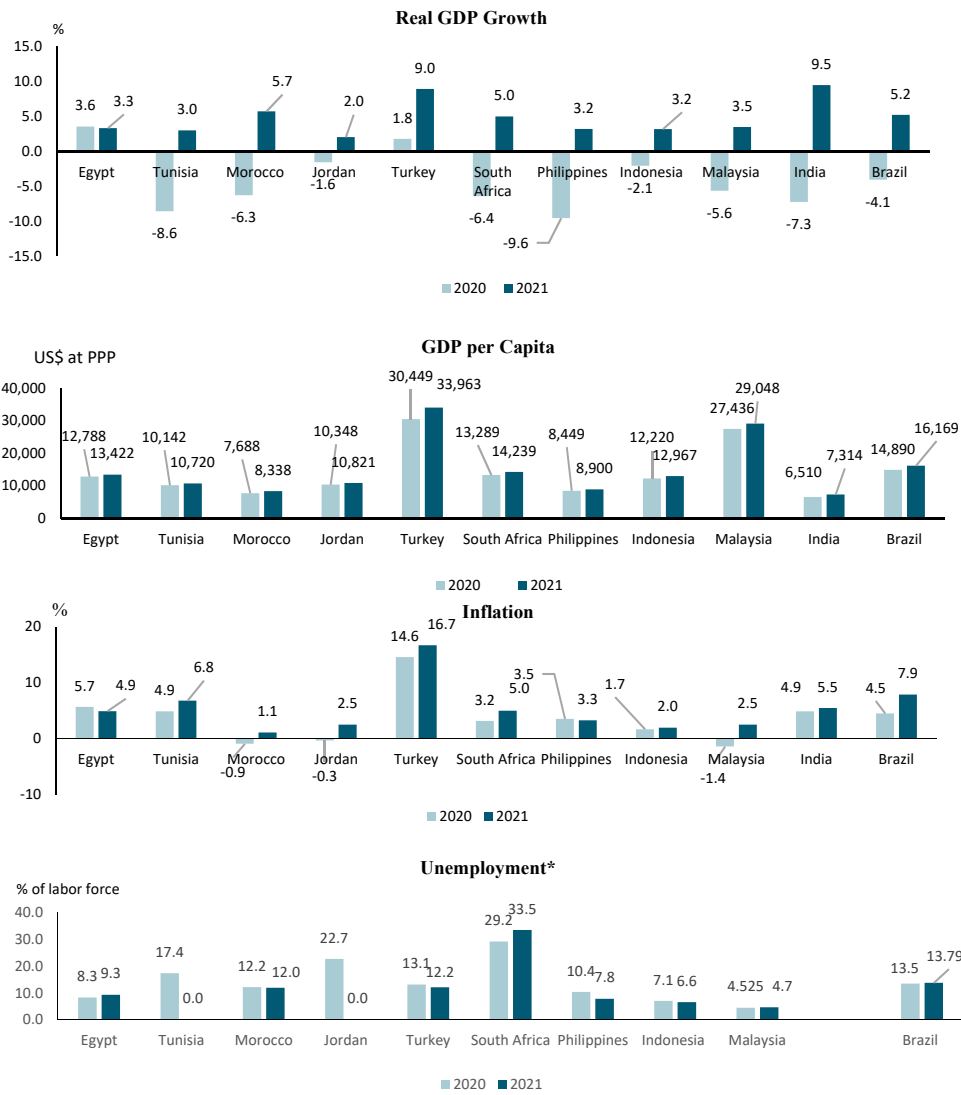 Real GDP Growth
%
15.0
10.0
5.0
0.0
-5.0
-10.0
-15.0
3.6 3.3 3.0 5.7 2.0 1.8 9.0 5.0 3.2 3.2 3.5 9.5 5.2
Egypt Tunisia Morocco Jordan Turkey South Africa Philippines Indonesia Malaysia India Brazil
-8.6 -6.3 -1.6 -6.4 -9.6 -2.1 -5.6 -7.3 -4.1
2020 2021
GDP per Capita
US$ at PPP
40,000
30,000
20,000
10,000
0
12,788 13,422 10,142 10,720 7,688 8,338 10,348 10,821 30,449 33,963 13,289 14,239 8,449 8,900 12,220 12,967 27,436 29,048 6,510 7,314 14,890 16,169
Egypt Tunisia Morocco Jordan Turkey South Africa Philippines Indonesia Malaysia India Brazil
2020 2021
Inflation
%
20
10
0
-10
5.7 4.9 4.9 6.8 1.1 2.5 14.6 16.7 3.2 5.0 3.5 3.3 1.7 2.0 2.5 4.9 5.5 4.5 7.9
Egypt Tunisia Morocco Jordan Turkey South Africa Philippines Indonesia Malaysia India Brazil
-0.9 -0.3 -1.4
2020 2021
Unemployment*
% of labor force
40.0
30.0
20.0
10.0
0.0
8.3 9.3 17.4 0.0 12.2 12.0 22.7 0.0 13.1 12.2 29.2 33.5 10.4 7.8 7.1 6.6 4.525 4.7 13.5 13.79
Egypt Tunisia Morocco Jordan Turkey South Africa Philippines Indonesia Malaysia Brazil
2020 2021